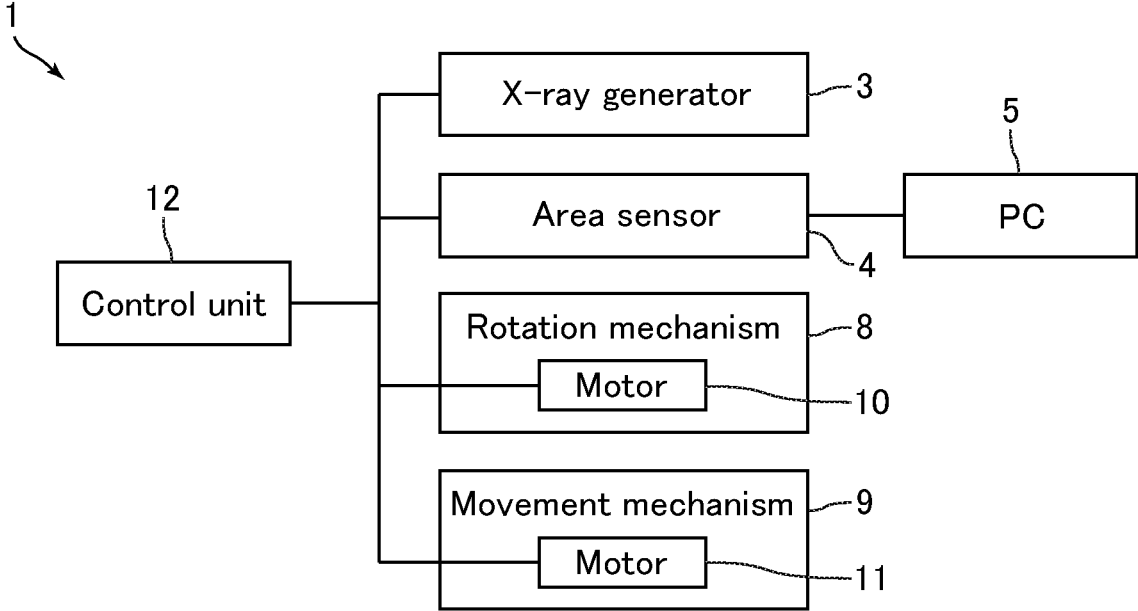 1
X-ray generator
3
5
12
Area sensor
PC
4
Control unit
Rotation mechanism
8
Motor
10
Movement mechanism
9
Motor
11